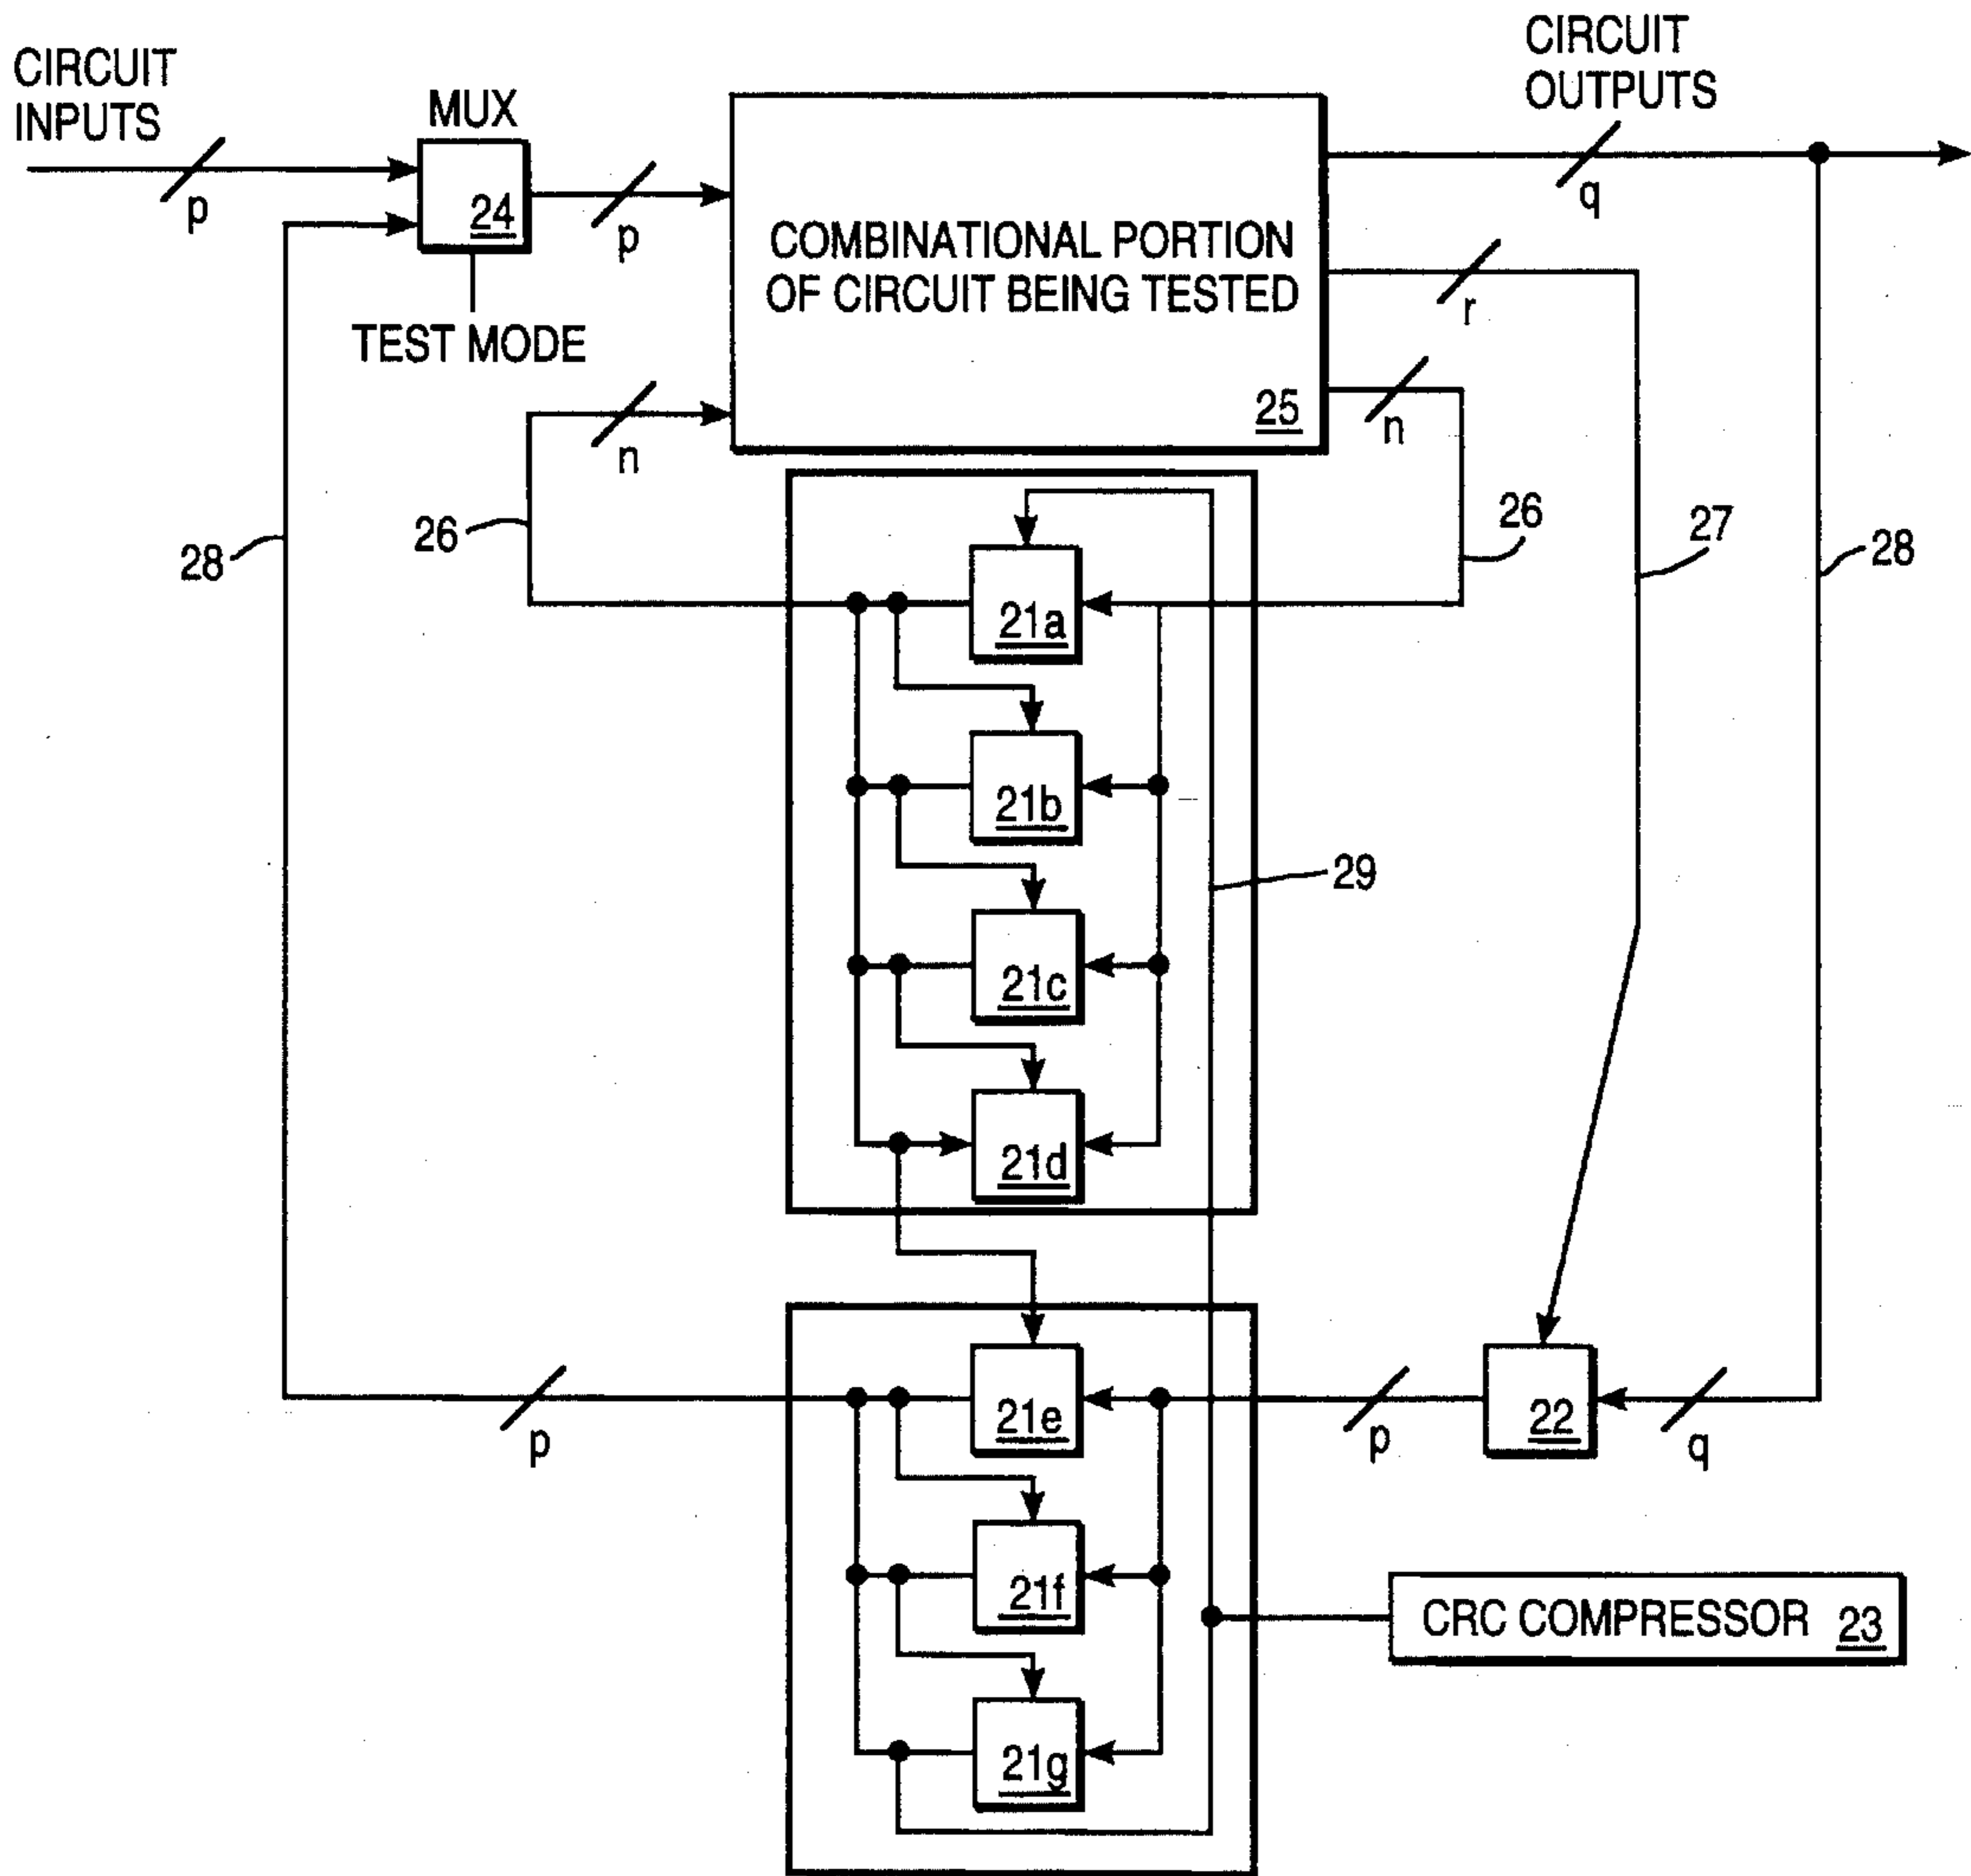 CIRCUIT
INPUTS
p
MUX
24
TEST MODE
p
COMBINATIONAL PORTION
OF CIRCUIT BEING TESTED
25
CIRCUIT
OUTPUTS
q
r
n
n
28
26
26
27
28
21a
21b
29
21c
21d
p
21e
p
22
q
21f
CRC COMPRESSOR 23
21g